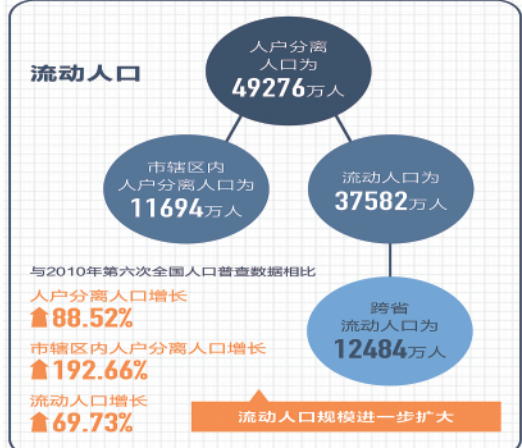 流动人口
人户分离
人口为
49276万人
市辖区内
人户分离人口为
11694万人
流动人口为
37582万人
跨省
流动人口为
12484万人
与2010年第六次全国人口普查数据相比
人户分离人口增长
88.52%
市辖区内人户分离人口增长
192.66%
流动人口增长
69.73%
流动人口规模进一步扩大